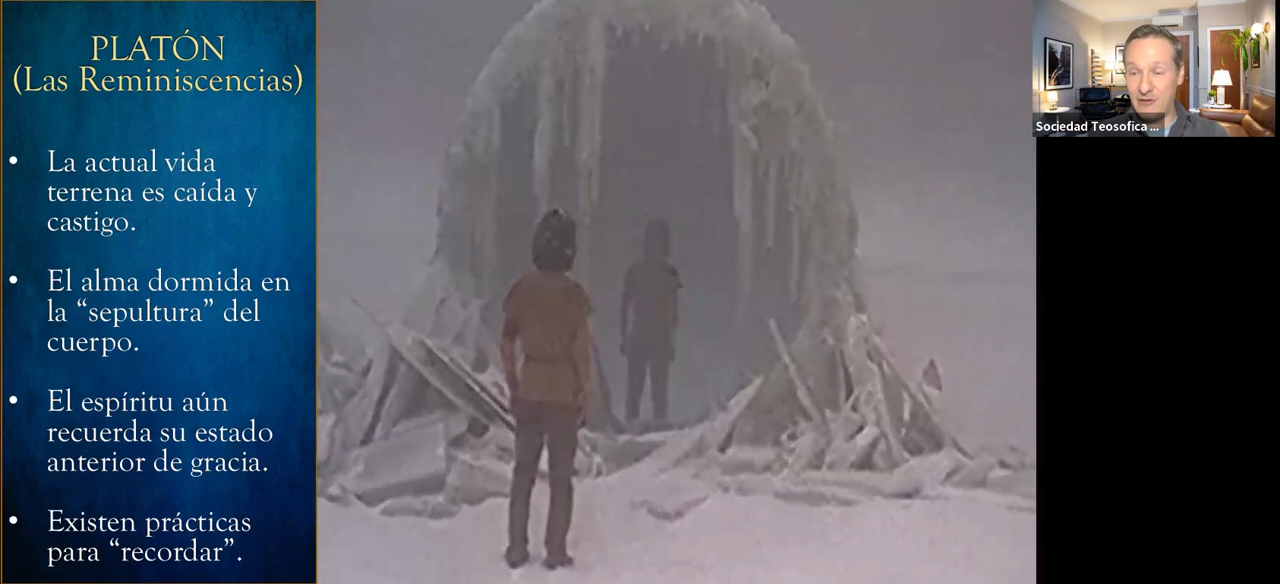 PLATÓN
(Las Reminiscencias)
• La actual vida
terrena es caída y
castigo.
• El alma dormida en
la “sepultura” del
cuerpo.
• El espíritu aún
recuerda su estado
anterior de gracia.
• Existen prácticas
para “recordar”.
Sociedad Teosofica ...